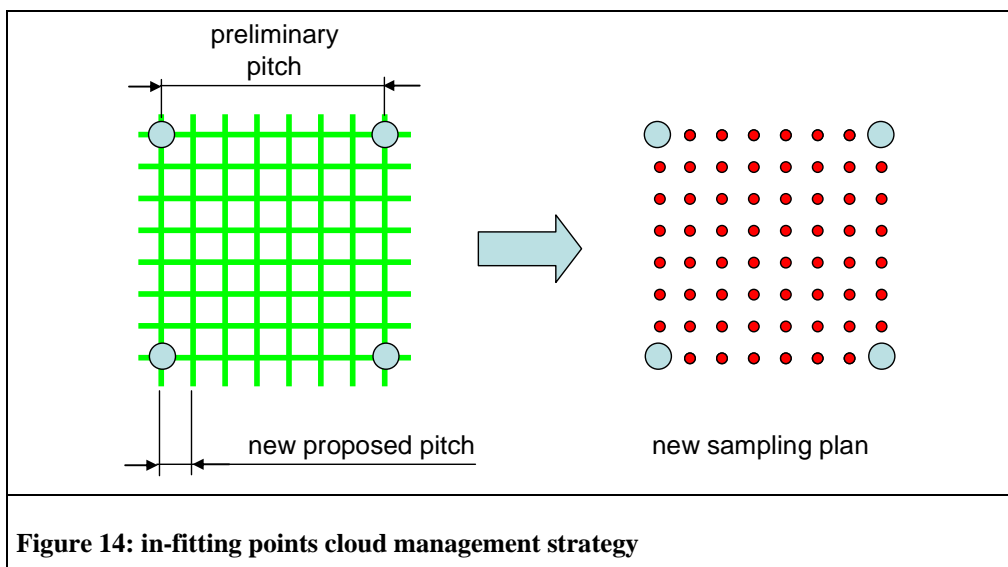 preliminary
pitch
new proposed pitch
new sampling plan
Figure 14: in-fitting points cloud management strategy